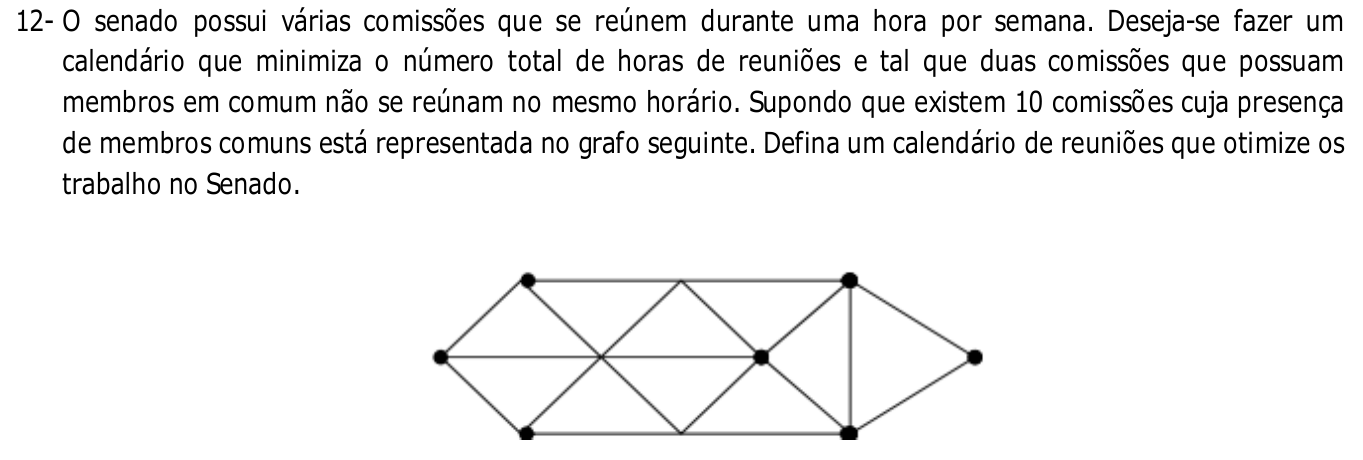 12- O senado possui várias comissões que se reúnem durante uma hora por semana. Deseja-se fazer um
calendário que minimiza o número total de horas de reuniões e tal que duas comissões que possuam
membros em comum não se reúnam no mesmo horário. Supondo que existem 10 comissões cuja presença
de membros comuns está representada no grafo seguinte. Defina um calendário de reuniões que otimize os
trabalho no Senado.